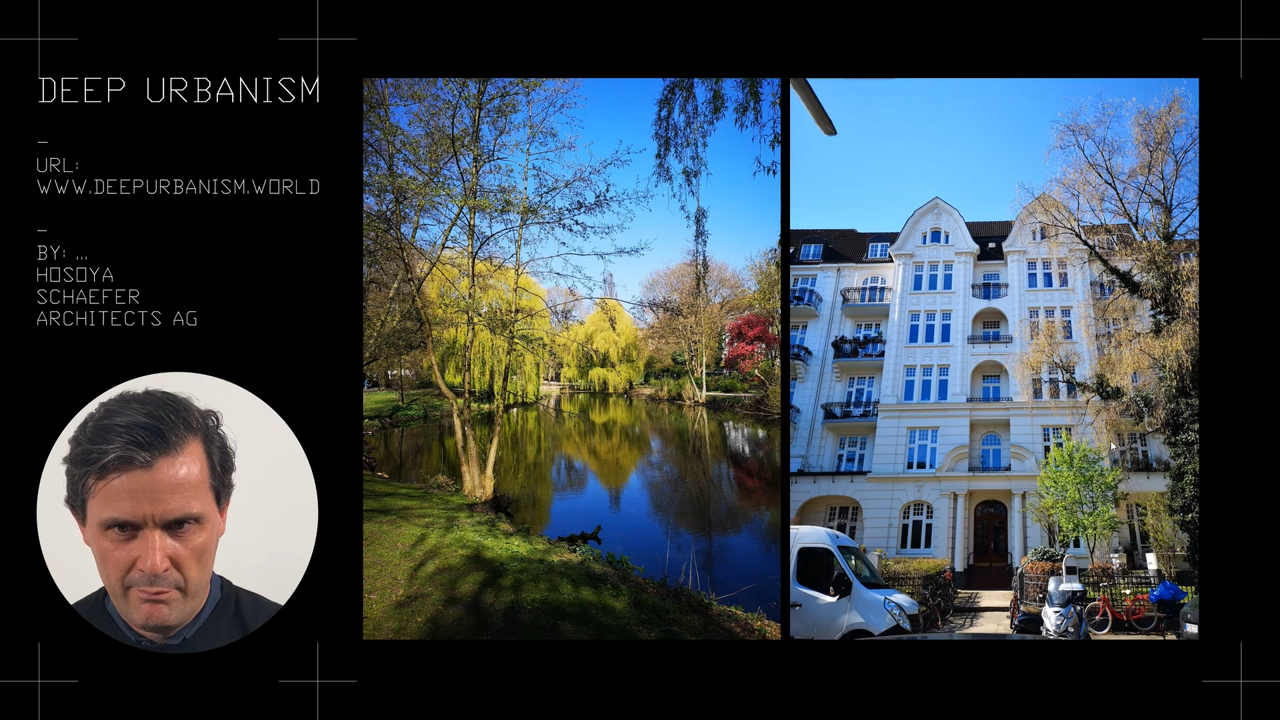 DEEP URBANISM
–
URL:
WWW.DEEPURBANISM.WORLD
–
BY: ...
HOSOYA
SCHAEFER
ARCHITECTS AG